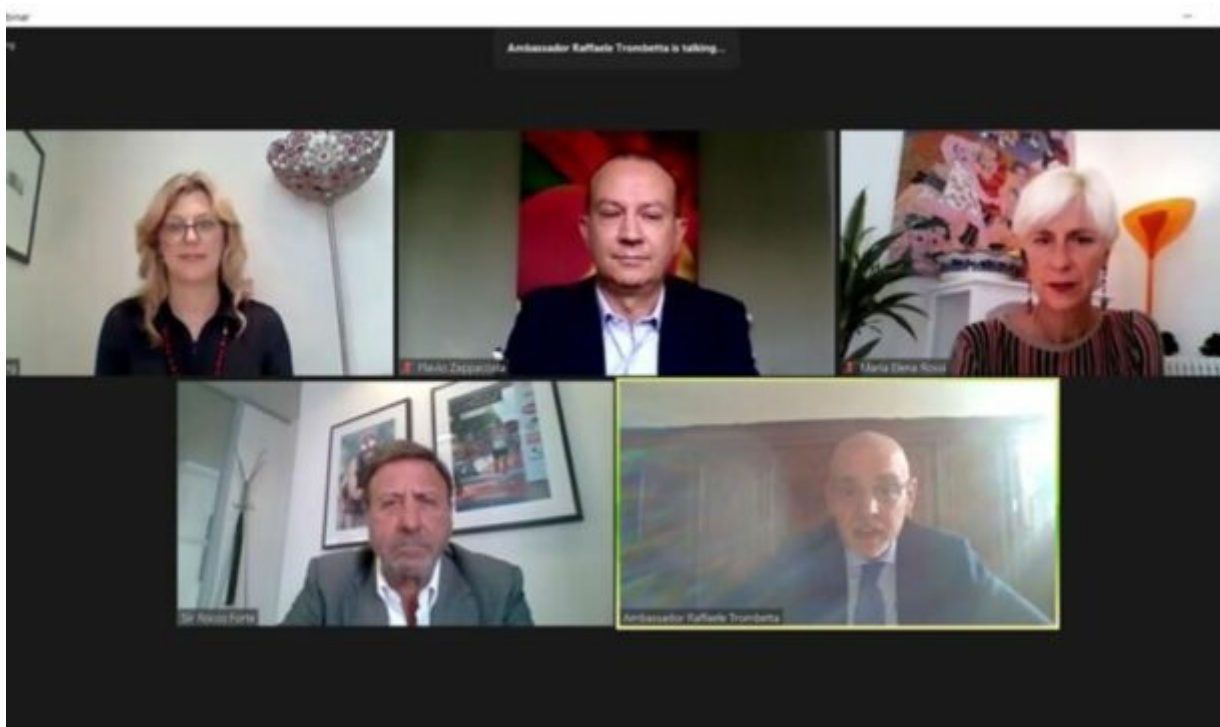 Ambassador Raffaele Trombetta is talking...
Flavio Zappacosta
Maria Elena Rossi
Sir Rocco Forte
Ambassador Raffaele Trombetta